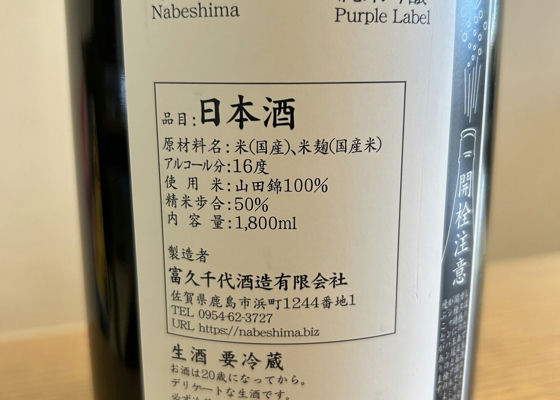 Nabeshima
Purple Label
品目:日本酒
原材料名:米(国産)、米麹(国産米)
アルコール分:16度
使用米:山田錦100%
精米歩合:50%
内容量:1,800ml
製造者
富久千代酒造有限会社
佐賀県鹿島市浜町1244番地1
TEL 0954-62-3727
URL https://nabeshima.biz
生酒 要冷蔵
お酒は20歳になってから。
デリケートな生酒です。
開栓注意